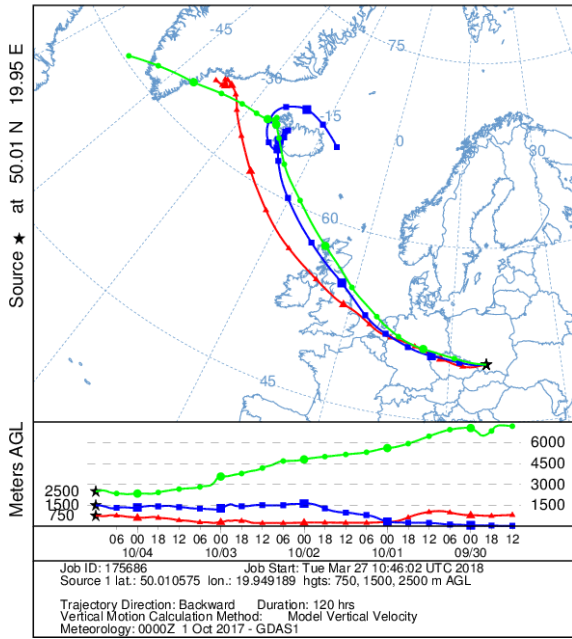 Source ★ at 50.01 N 19.95 E
-45
-30
-15
0
75
30
60
45
15
Meters AGL
2500
1500
750
6000
4500
3000
1500
06 00 18 12 06 00 18 12 06 00 18 12 06 00 18 12 06 00 18 12
10/04 10/03 10/02 10/01 09/30
Job ID: 175686 Job Start: Tue Mar 27 10:46:02 UTC 2018
Source 1 lat.: 50.010575 lon.: 19.949189 hgts: 750, 1500, 2500 m AGL
Trajectory Direction: Backward Duration: 120 hrs
Vertical Motion Calculation Method: Model Vertical Velocity
Meteorology: 0000Z 1 Oct 2017 - GDAS1